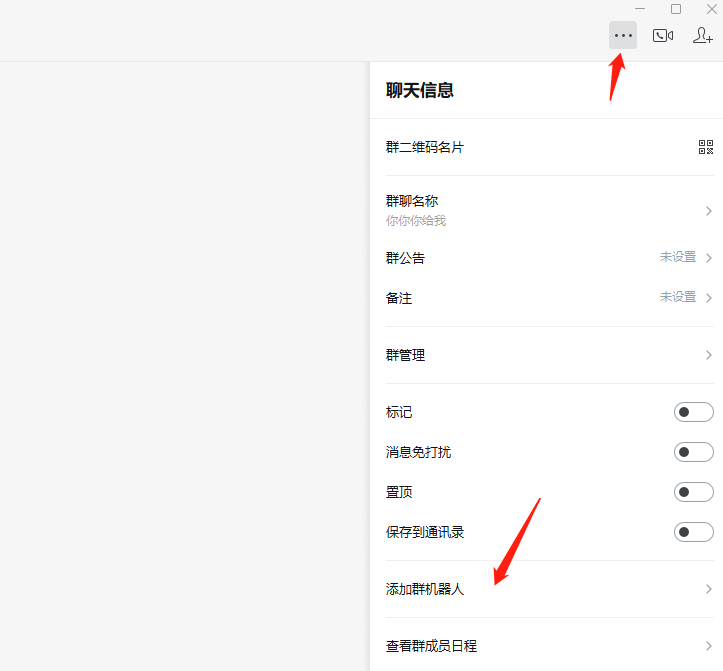 聊天信息
群二维码名片
群聊名称
你你你给我
群公告 未设置
备注 未设置
群管理
标记
消息免打扰
置顶
保存到通讯录
添加群机器人
查看群成员日程